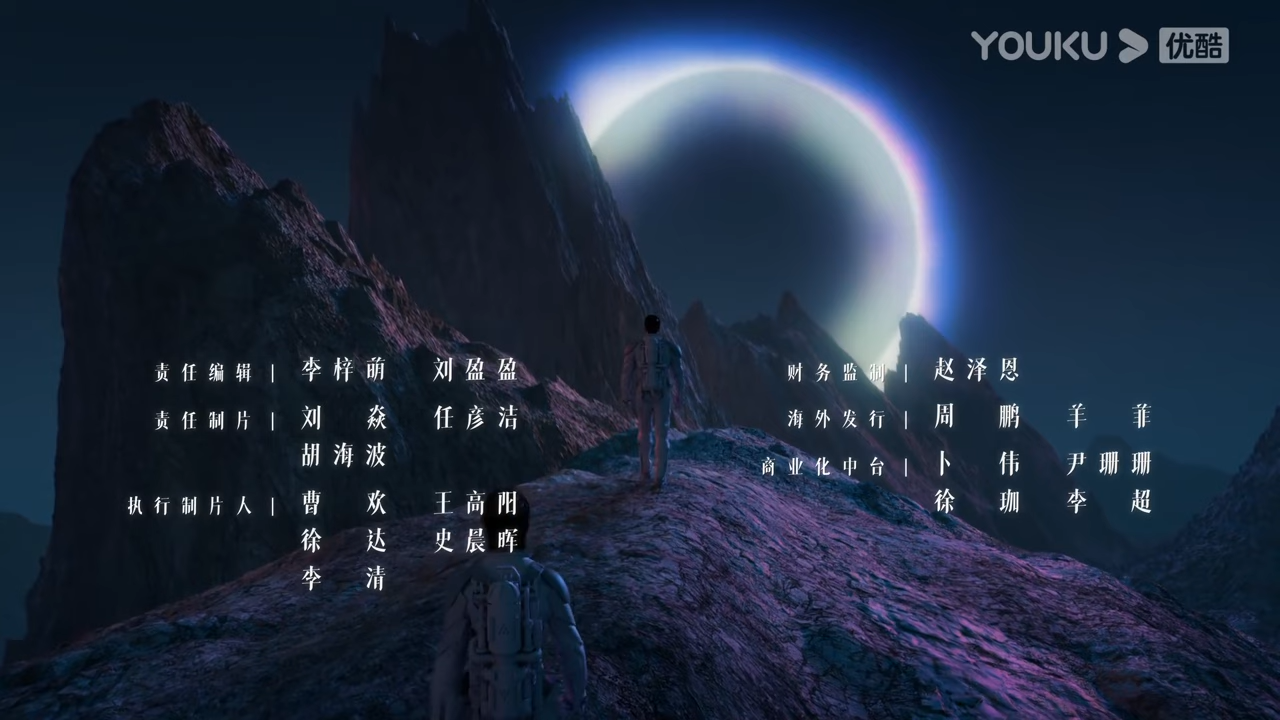 YOUKU 优酷
责任编辑 | 李梓萌 刘盈盈
责任制片 | 刘焱 任彦洁
胡海波
执行制片人 | 曹欢 王高阳
徐达 史晨晖
李清
财务监制 | 赵泽恩
海外发行 | 周鹏 羊菲
商业化中台 | 卜伟 尹珊珊
徐珈 李超